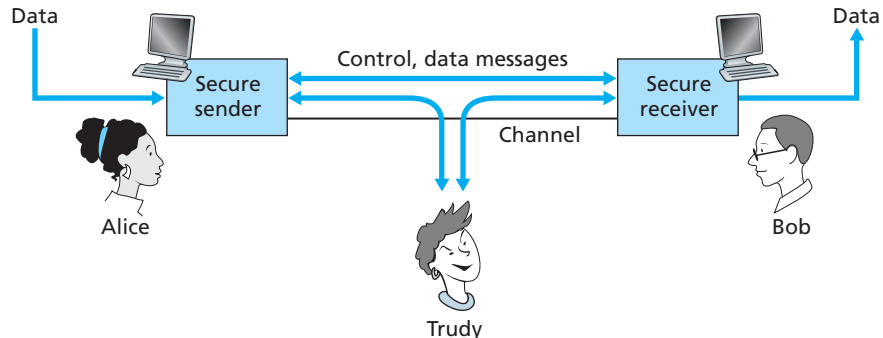 Data
Data
Control, data messages
Secure
sender
Secure
receiver
Channel
Alice
Bob
Trudy